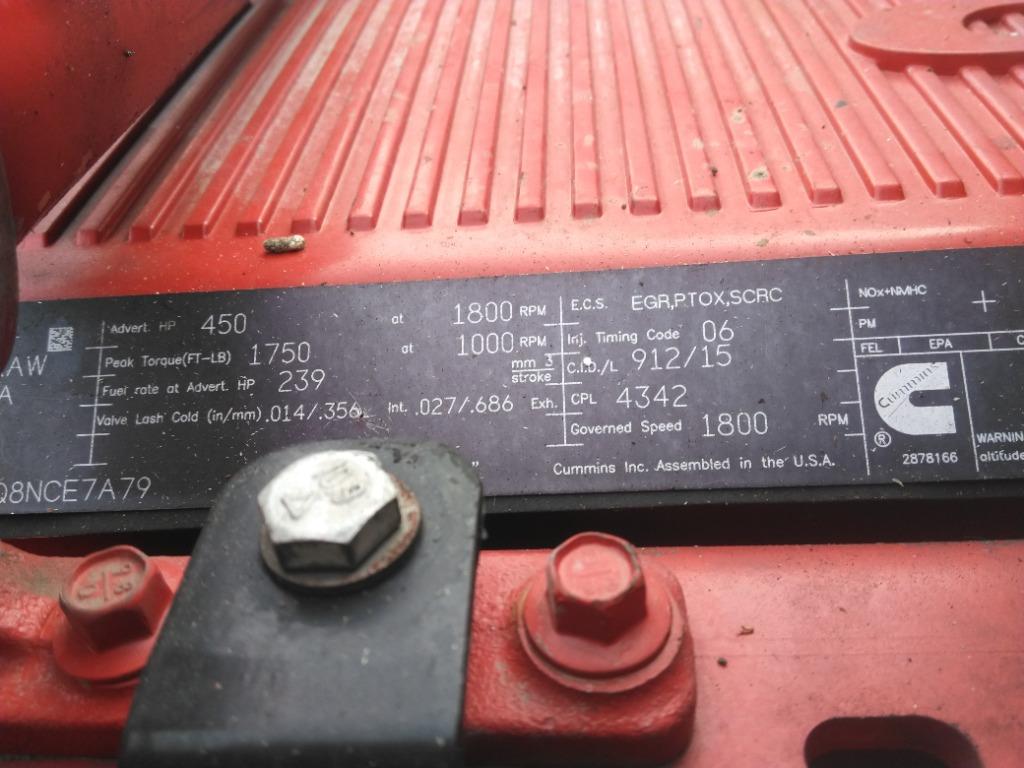 AW
A
Q8NCE7A79
Advert. HP 450 at 1800 RPM
Peak Torque(FT-LB) 1750 at 1000 RPM
Fuel rate at Advert. HP 239 mm 3
stroke
Valve Lash Cold (in/mm) .014/.356 Int. .027/.686 Exh.
E.C.S. EGR,PTOX,SCRC
Inj. Timing Code 06
C.I.D./L 912/15
CPL 4342
Governed Speed 1800 RPM
Cummins Inc. Assembled in the U.S.A.
NOx+NMHC +
PM
FEL EPA C
Cummins
®
2878166
WARNIN
altitude